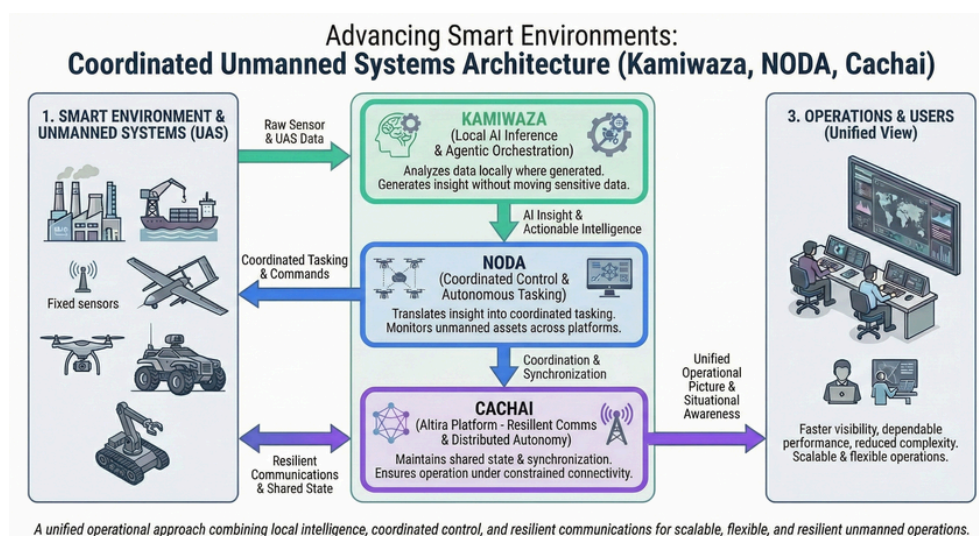 Advancing Smart Environments:
Coordinated Unmanned Systems Architecture (Kamiwaza, NODA, Cachai)
1. SMART ENVIRONMENT &
UNMANNED SYSTEMS (UAS)
Fixed sensors
Raw Sensor
& UAS Data
Coordinated Tasking
& Commands
Resilient
Communications
& Shared State
KAMIWAZA
(Local AI Inference
& Agentic Orchestration)
Analyzes data locally where generated.
Generates insight without moving sensitive data.
AI Insight &
Actionable Intelligence
NODA
(Coordinated Control &
Autonomous Tasking)
Translates insight into coordinated tasking.
Monitors unmanned assets across platforms.
Coordination &
Synchronization
CACHAI
(Altira Platform - Resillent Comms
& Distributed Autonomy)
Maintains shared state & synchronization.
Ensures operation under constrained connectivity.
Unified
Operational
Picture &
Situational
Awareness
3. OPERATIONS & USERS
(Unified View)
Faster visibility, dependable
performance, reduced complexity.
Scalable & flexible operations.
A unified operational approach combining local intelligence, coordinated control, and resilient communications for scalable, flexible, and resilient unmanned operations.